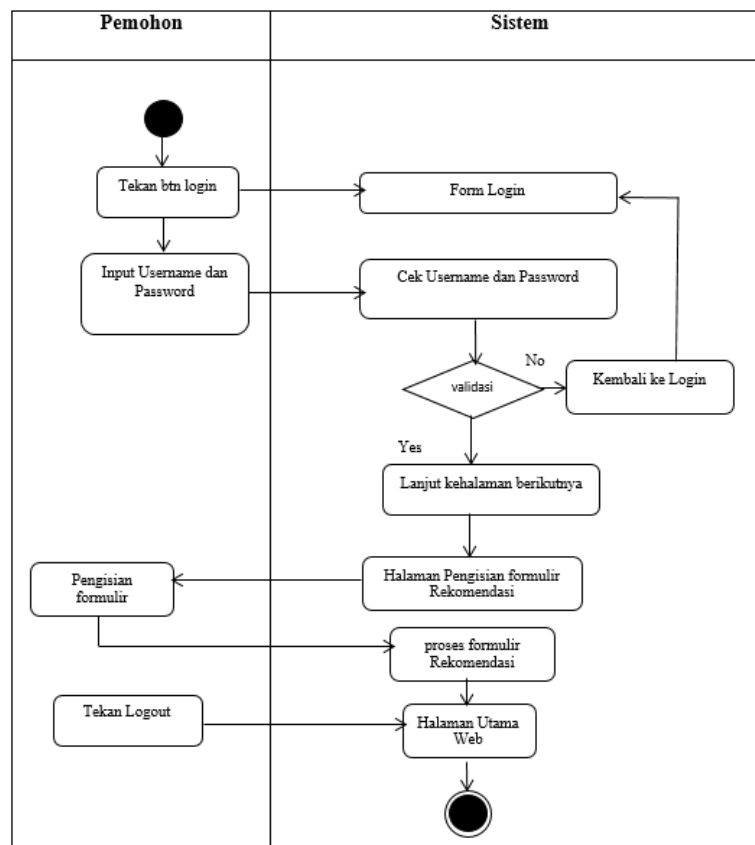 Pemohon
Sistem
Tekan btn login
Form Login
Input Username dan
Password
Cek Username dan Password
No
validasi
Kembali ke Login
Yes
Lanjut kehalaman berikutnya
Halaman Pengisian formulir
Rekomendasi
Pengisian
formulir
proses formulir
Rekomendasi
Tekan Logout
Halaman Utama
Web